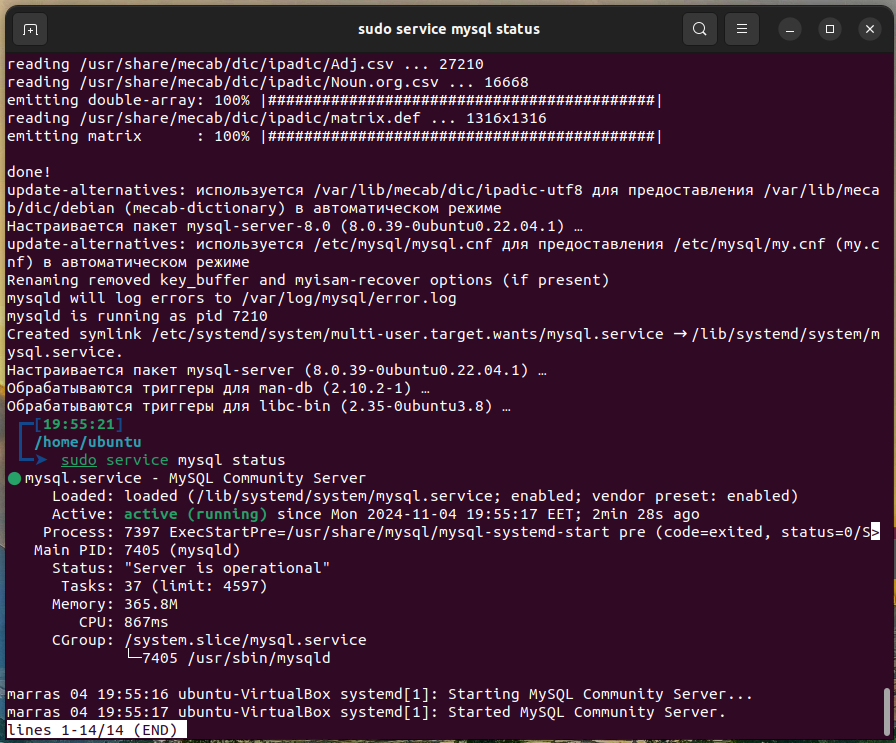 sudo service mysql status
reading /usr/share/mecab/dic/ipadic/Adj.csv ... 27210
reading /usr/share/mecab/dic/ipadic/Noun.org.csv ... 16668
emitting double-array: 100% |###########################################|
reading /usr/share/mecab/dic/ipadic/matrix.def ... 1316x1316
emitting matrix      : 100% |###########################################|
done!
update-alternatives: используется /var/lib/mecab/dic/ipadic-utf8 для предоставления /var/lib/meca
b/dic/debian (mecab-dictionary) в автоматическом режиме
Настраивается пакет mysql-server-8.0 (8.0.39-0ubuntu0.22.04.1) …
update-alternatives: используется /etc/mysql/mysql.cnf для предоставления /etc/mysql/my.cnf (my.c
nf) в автоматическом режиме
Renaming removed key_buffer and myisam-recover options (if present)
mysqld will log errors to /var/log/mysql/error.log
mysqld is running as pid 7210
Created symlink /etc/systemd/system/multi-user.target.wants/mysql.service → /lib/systemd/system/m
ysql.service.
Настраивается пакет mysql-server (8.0.39-0ubuntu0.22.04.1) …
Обрабатываются триггеры для man-db (2.10.2-1) …
Обрабатываются триггеры для libc-bin (2.35-0ubuntu3.8) …
[19:55:21]
/home/ubuntu
sudo service mysql status
● mysql.service - MySQL Community Server
     Loaded: loaded (/lib/systemd/system/mysql.service; enabled; vendor preset: enabled)
     Active: active (running) since Mon 2024-11-04 19:55:17 EET; 2min 28s ago
    Process: 7397 ExecStartPre=/usr/share/mysql/mysql-systemd-start pre (code=exited, status=0/S>
   Main PID: 7405 (mysqld)
     Status: "Server is operational"
      Tasks: 37 (limit: 4597)
     Memory: 365.8M
        CPU: 867ms
     CGroup: /system.slice/mysql.service
             └─7405 /usr/sbin/mysqld
marras 04 19:55:16 ubuntu-VirtualBox systemd[1]: Starting MySQL Community Server...
marras 04 19:55:17 ubuntu-VirtualBox systemd[1]: Started MySQL Community Server.
lines 1-14/14 (END)